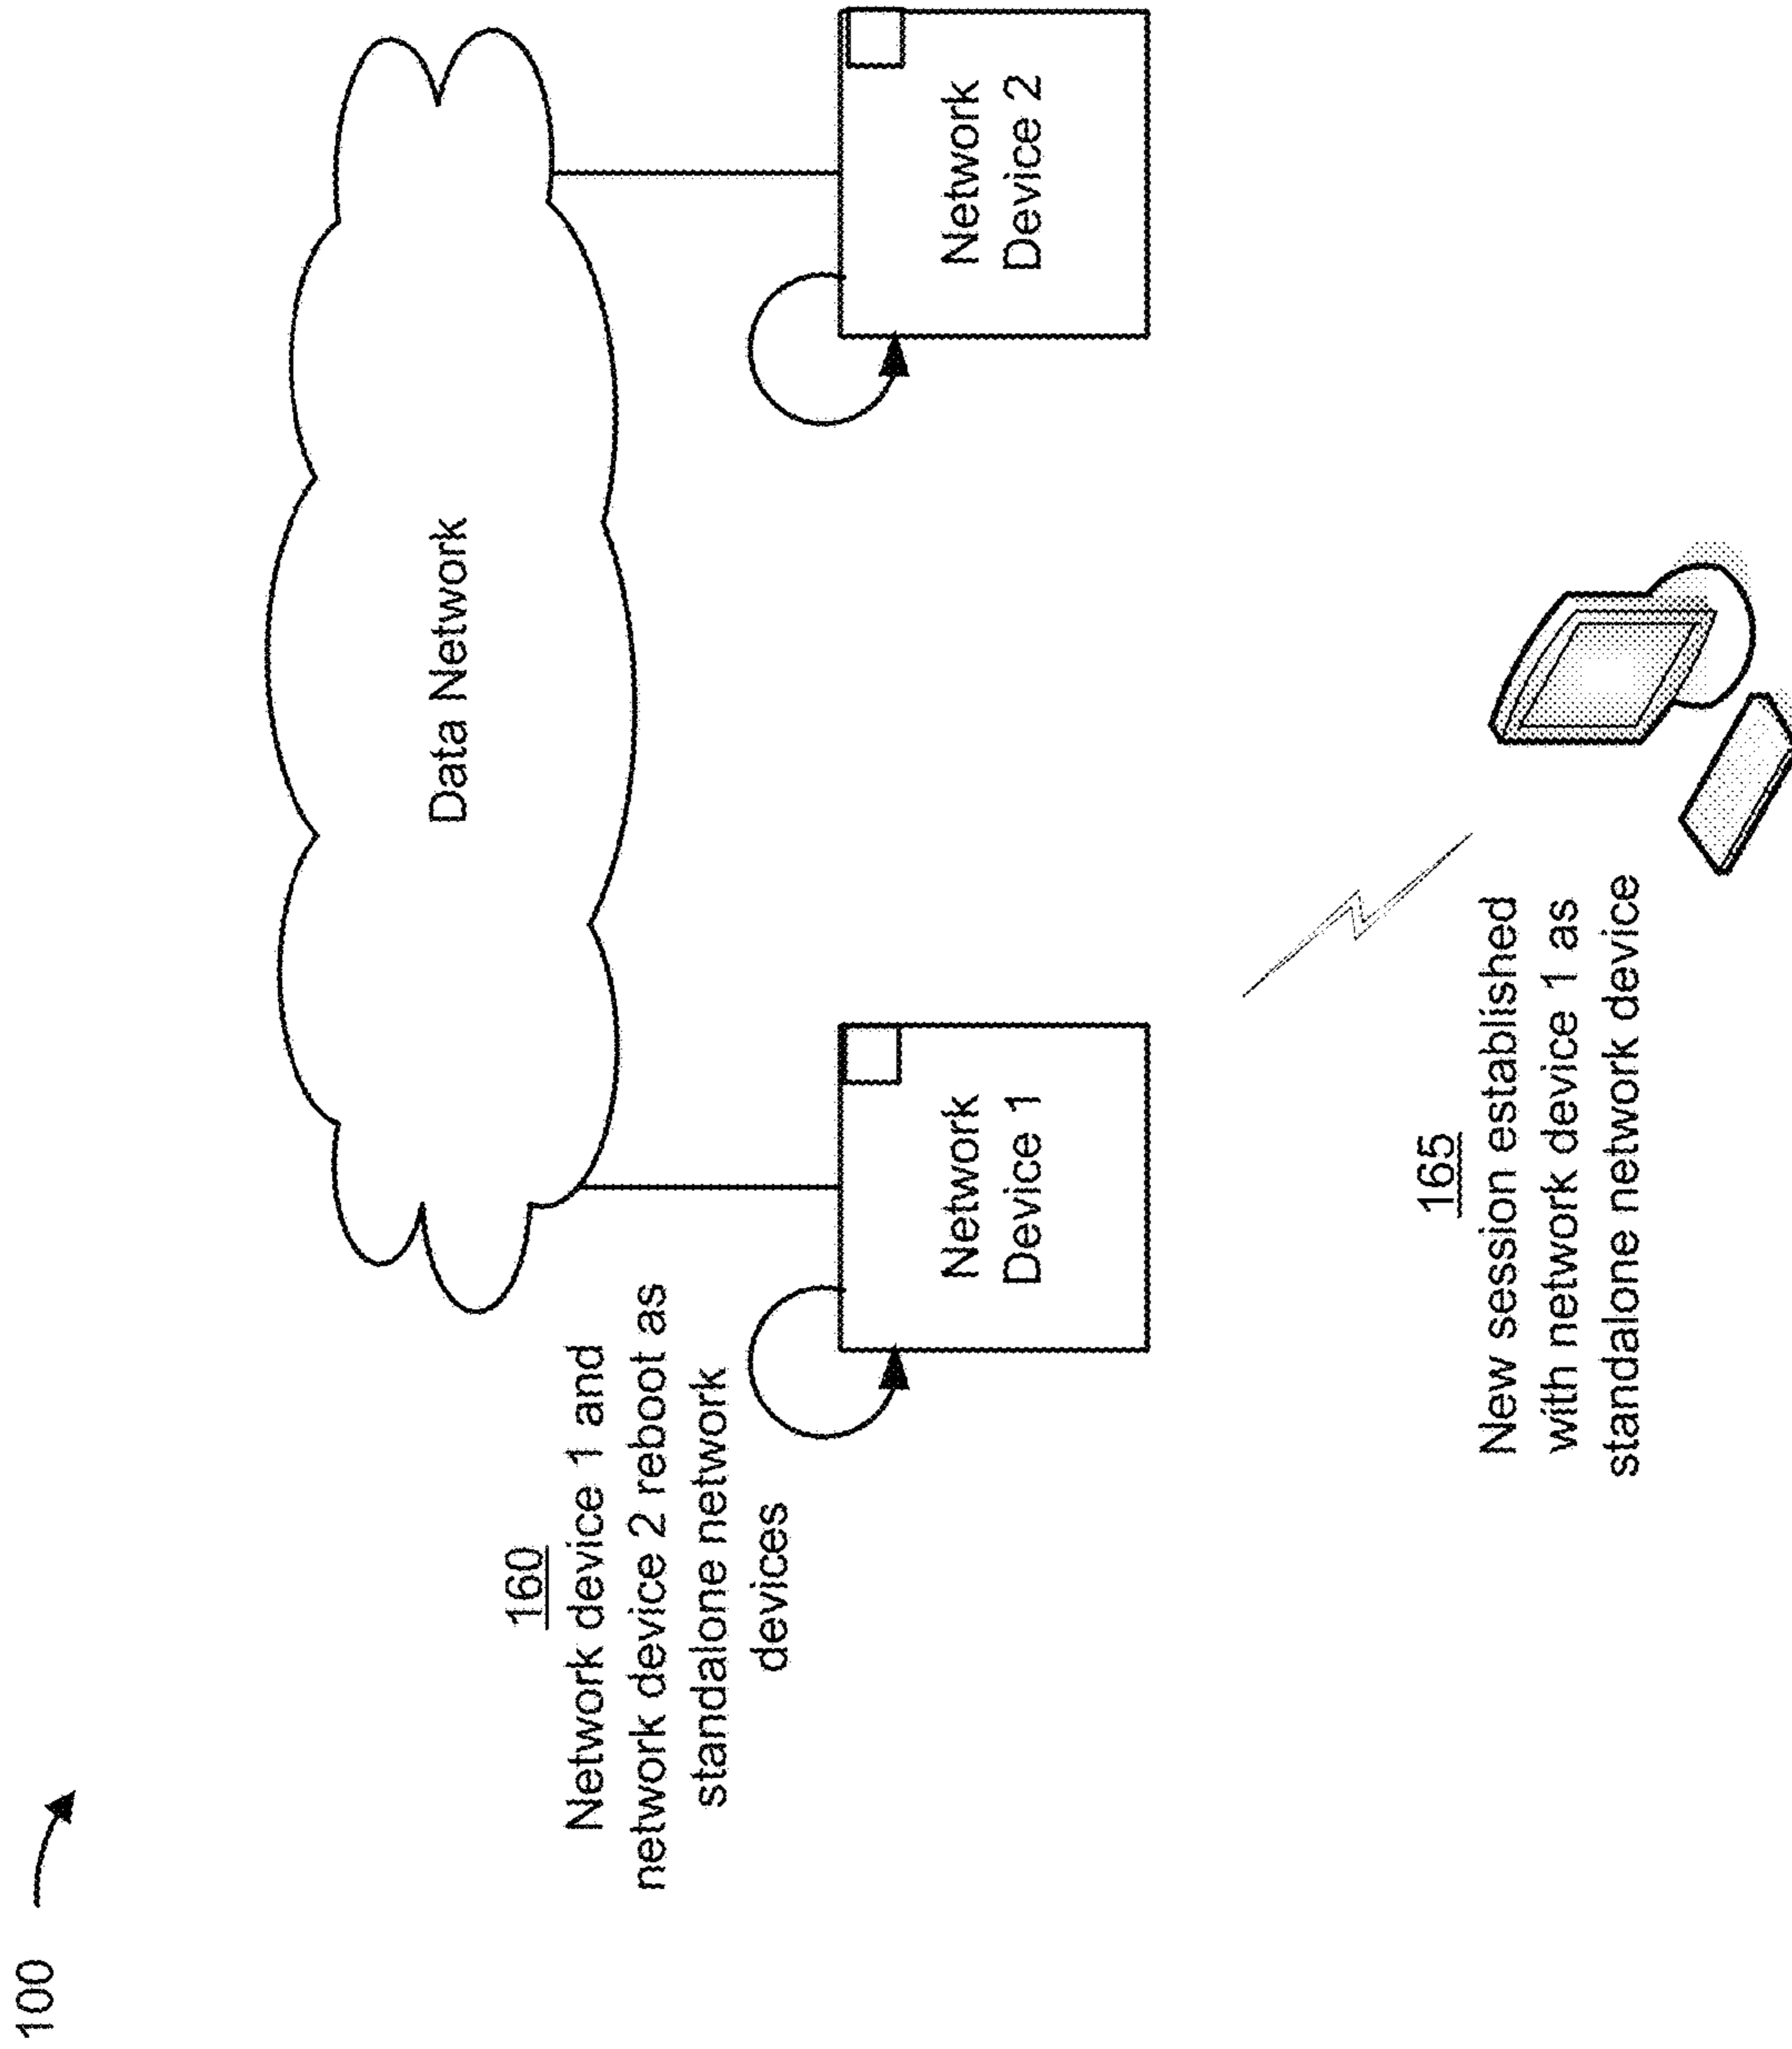 100
Data Network
160
Network device 1 and
network device 2 reboot as
standalone network
devices
Network
Device 1
Network
Device 2
165
New session established
with network device 1 as
standalone network device